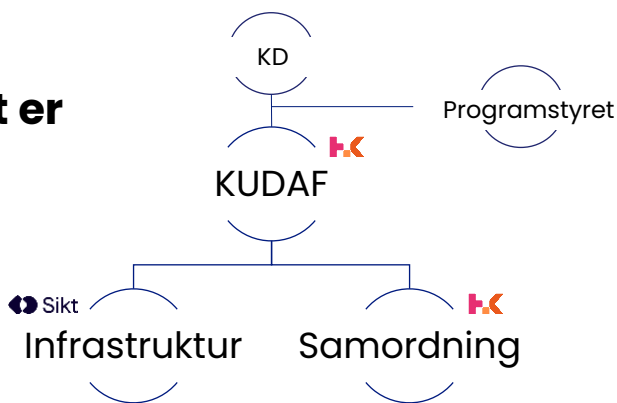 KD
t er
Programstyret
KUDAF
Sikt
Infrastruktur
Samordning